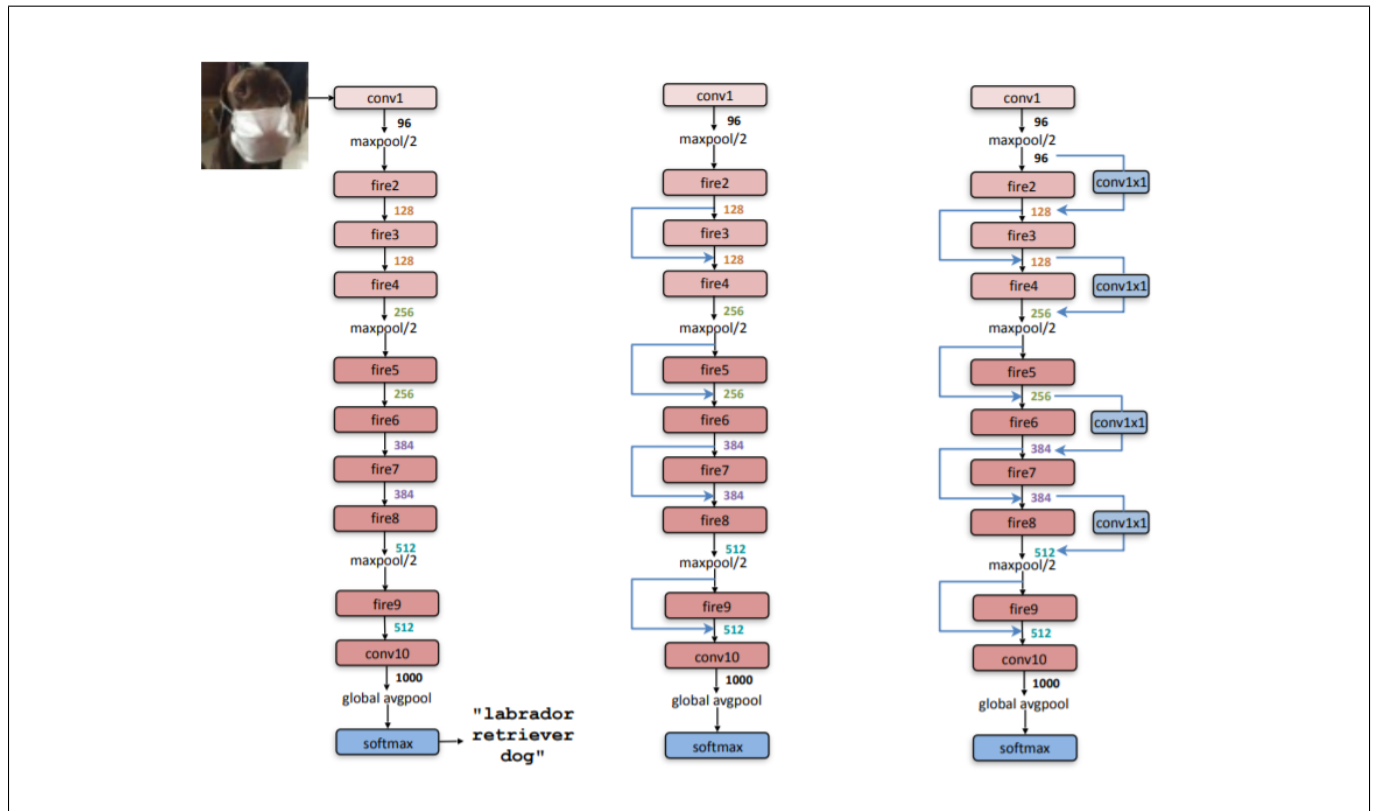 conv1
96
maxpool/2
fire2
128
fire3
128
fire4
256
maxpool/2
fire5
256
fire6
384
fire7
384
fire8
512
maxpool/2
fire9
512
conv10
1000
global avgpool
softmax
"labrador
retriever
dog"
conv1
96
maxpool/2
fire2
128
fire3
128
fire4
256
maxpool/2
fire5
256
fire6
384
fire7
384
fire8
512
maxpool/2
fire9
512
conv10
1000
global avgpool
softmax
conv1
96
maxpool/2
96
fire2
conv1x1
128
fire3
128
fire4
conv1x1
256
maxpool/2
fire5
256
fire6
conv1x1
384
fire7
384
fire8
conv1x1
512
maxpool/2
fire9
512
conv10
1000
global avgpool
softmax